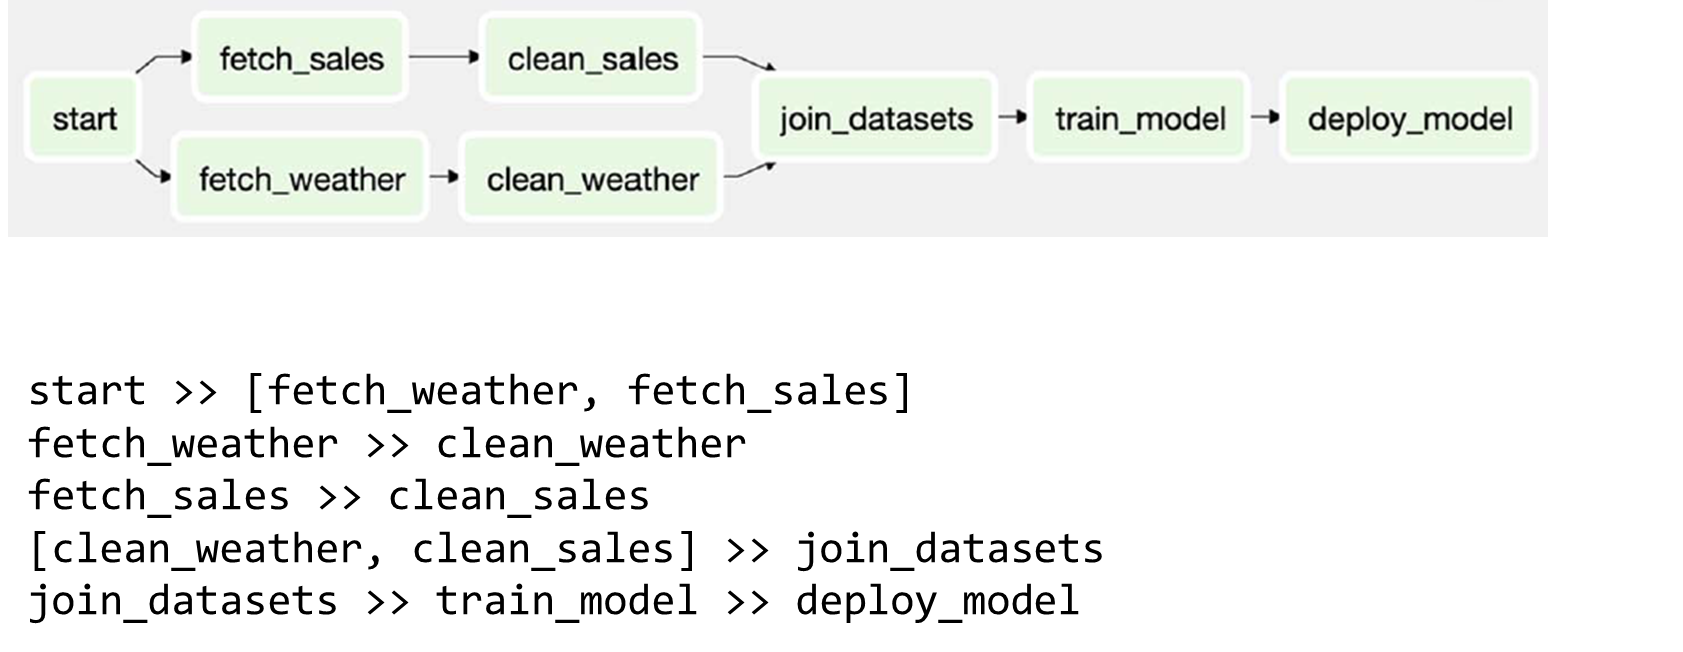 fetch_sales
clean_sales
start
join_datasets
train_model
deploy_model
fetch_weather
clean_weather
start >> [fetch_weather, fetch_sales]
fetch_weather >> clean_weather
fetch_sales >> clean_sales
[clean_weather, clean_sales] >> join_datasets
join_datasets >> train_model >> deploy_model